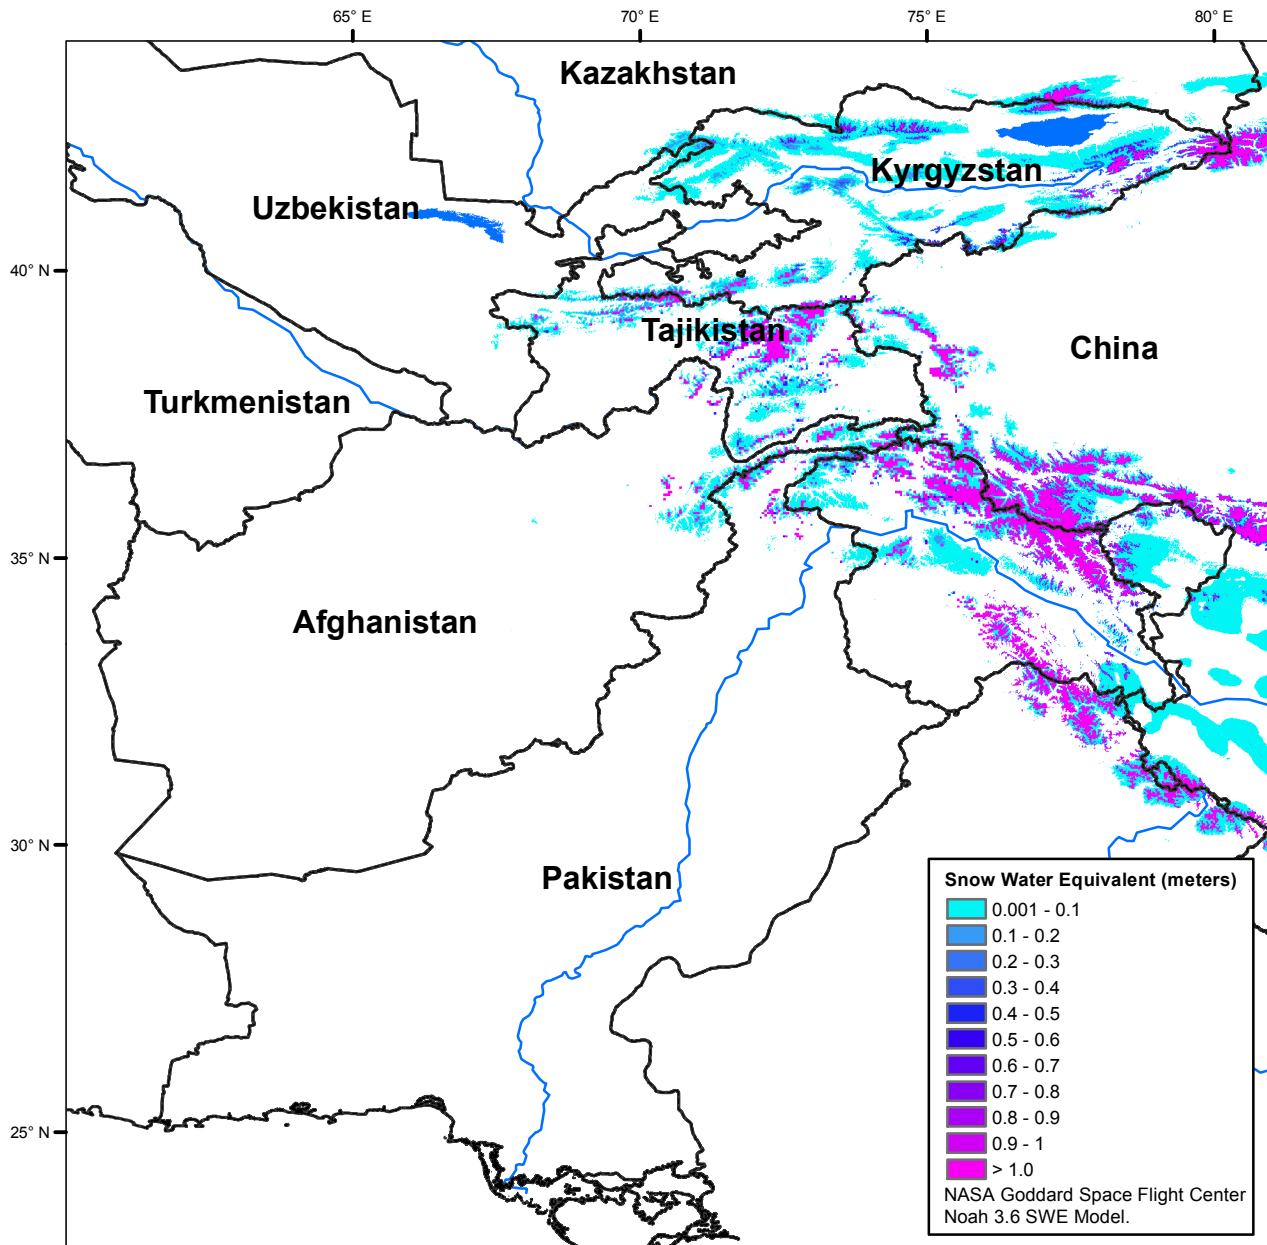 65° E
70° E
75° E
80° E
Kazakhstan
Kyrgyzstan
Uzbekistan
40° N
Tajikistan
China
Turkmenistan
35° N
Afghanistan
30° N
Pakistan
25° N
Snow Water Equivalent (meters)
0.001 - 0.1
0.1 - 0.2
0.2 - 0.3
0.3 - 0.4
0.4 - 0.5
0.5 - 0.6
0.6 - 0.7
0.7 - 0.8
0.8 - 0.9
0.9 - 1
> 1.0
NASA Goddard Space Flight Center
Noah 3.6 SWE Model.